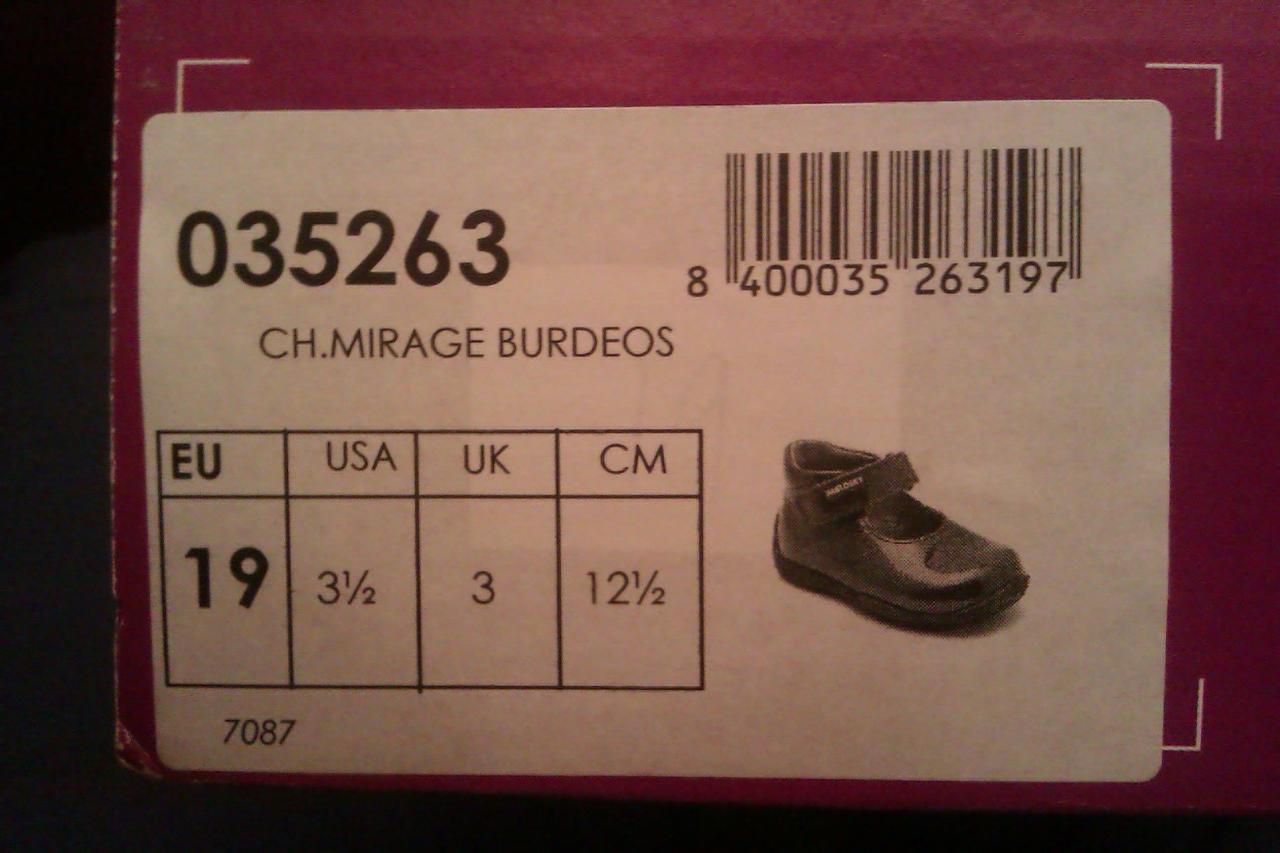 035263
8 400035 263197
CH.MIRAGE BURDEOS
EU USA UK CM
19 3½ 3 12½
7087